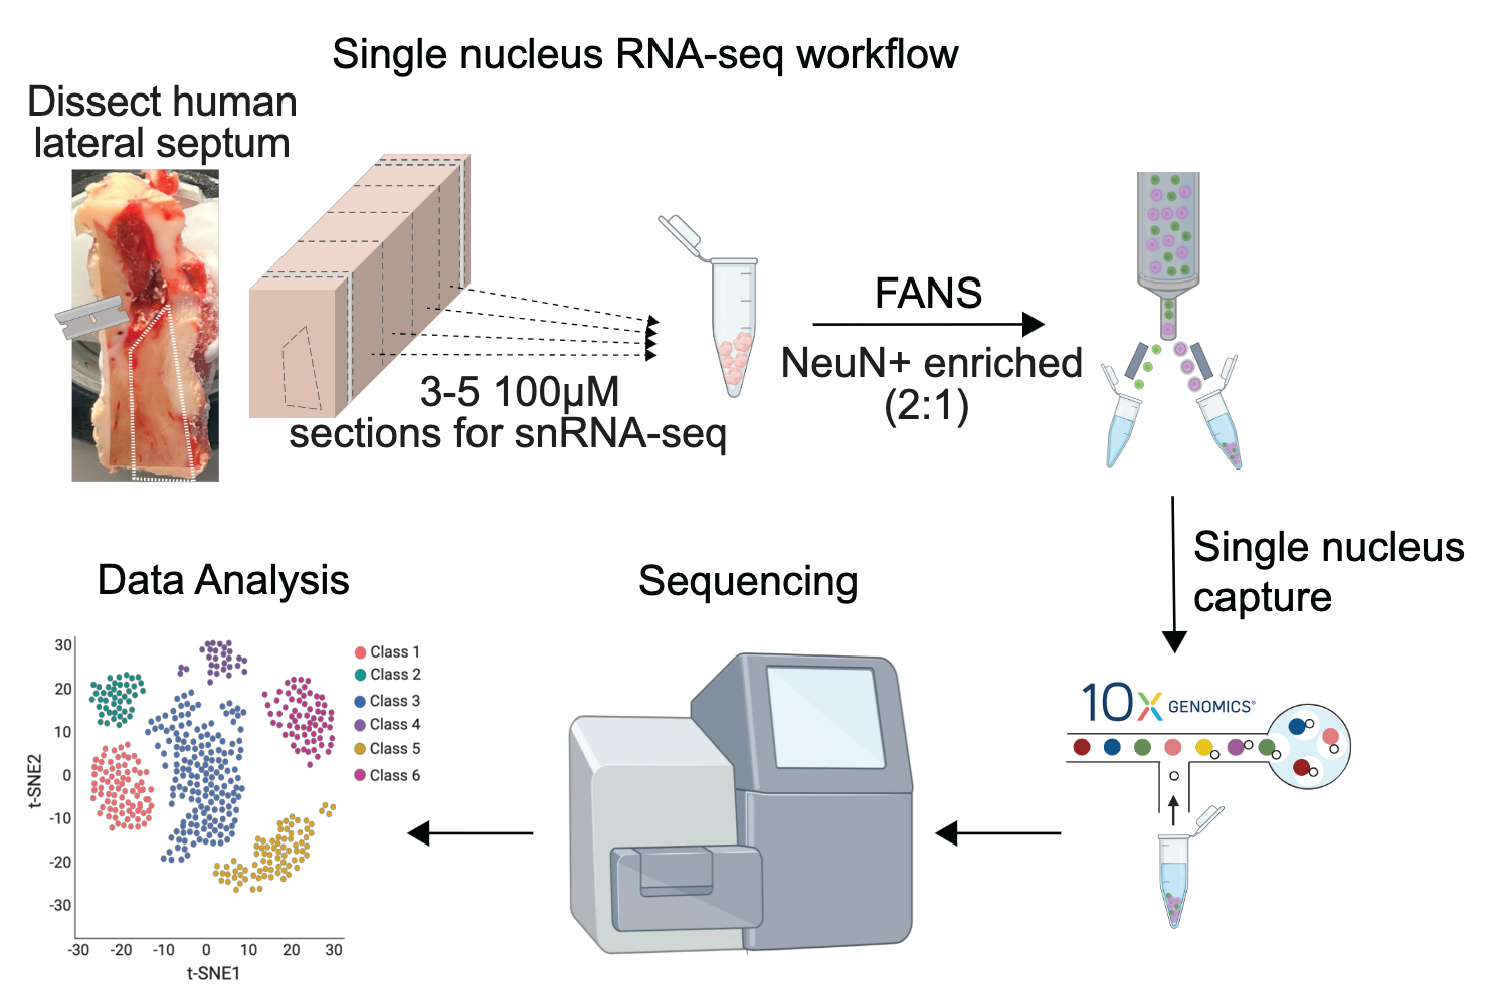 Single nucleus RNA-seq workflow
Dissect human
lateral septum
3-5 100µM
sections for snRNA-seq
FANS
NeuN+ enriched
(2:1)
Single nucleus
capture
10X GENOMICS®
Sequencing
Data Analysis
Class 1
Class 2
Class 3
Class 4
Class 5
Class 6
t-SNE2
30
20
10
0
-10
-20
-30
-30 -20 -10 0 10 20 30
t-SNE1